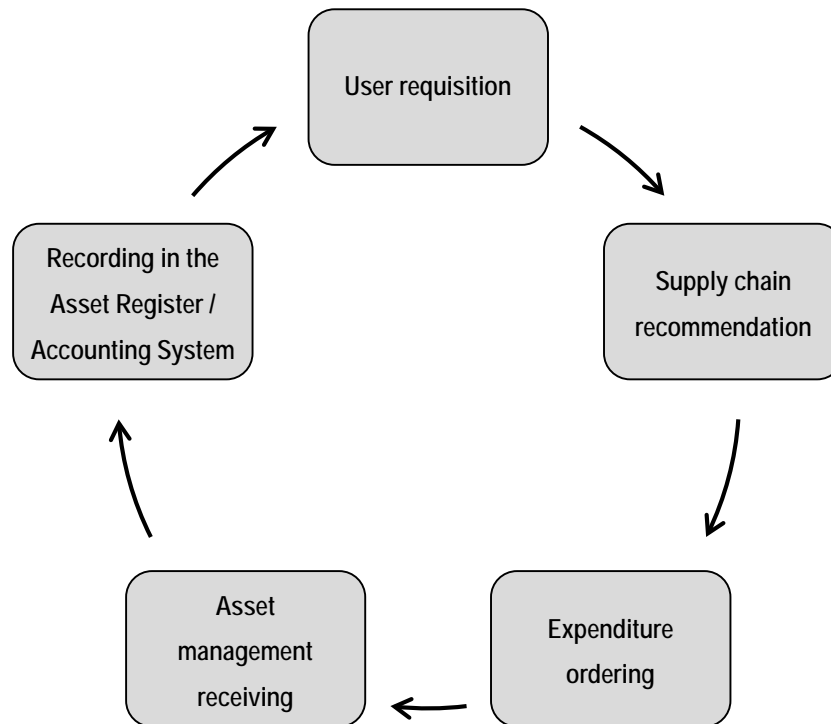 User requisition
Supply chain
recommendation
Expenditure
ordering
Asset
management
receiving
Recording in the
Asset Register /
Accounting System